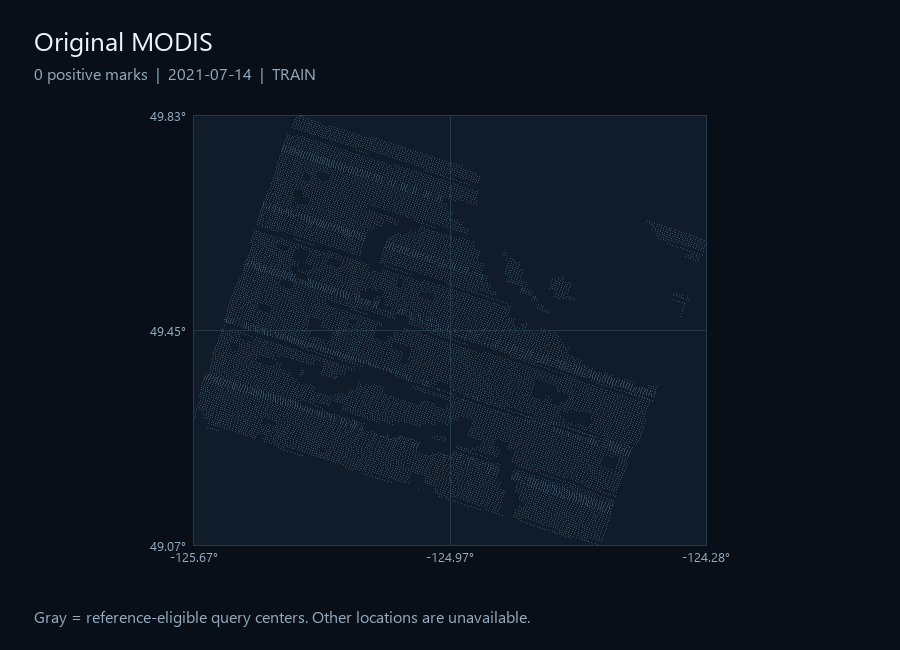 Original MODIS
0 positive marks | 2021-07-14 | TRAIN
49.83°
49.45°
49.07°
-125.67°
-124.97°
-124.28°
Gray = reference-eligible query centers. Other locations are unavailable.